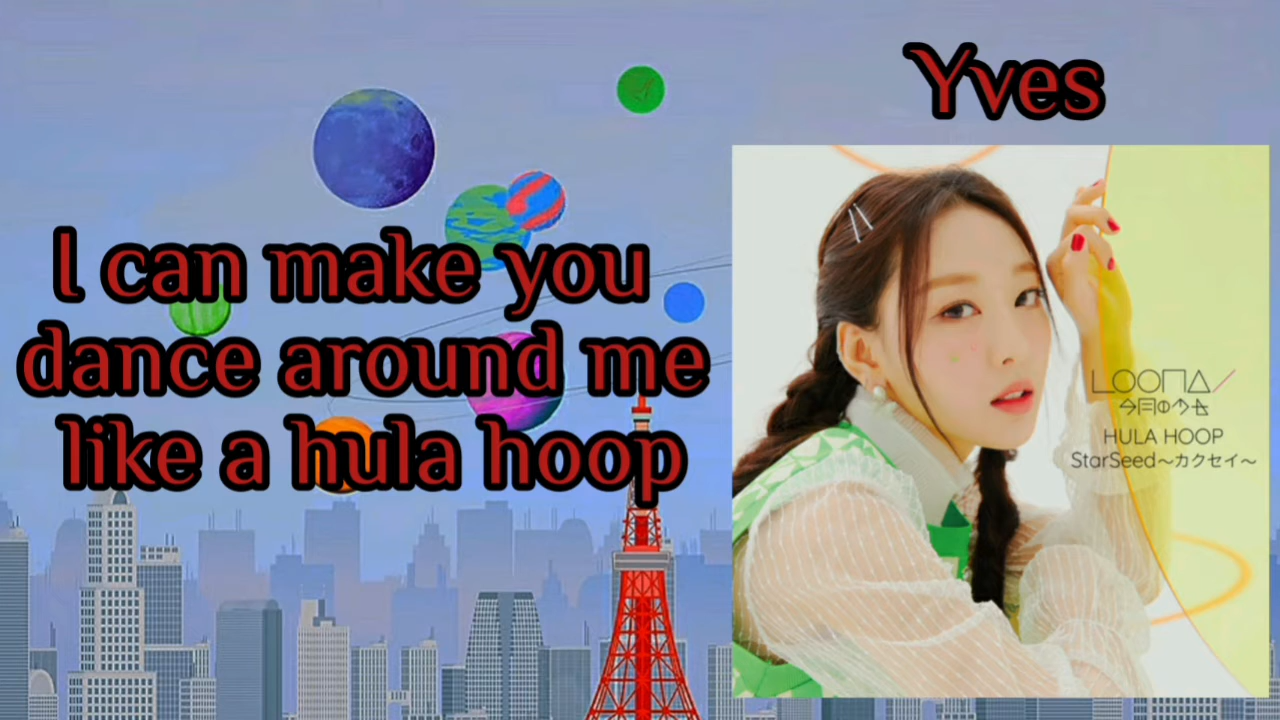 Yves
I can make you
dance around me
like a hula hoop
LOOΠΔ/
今月の少女
HULA HOOP
StarSeed～カクセイ～